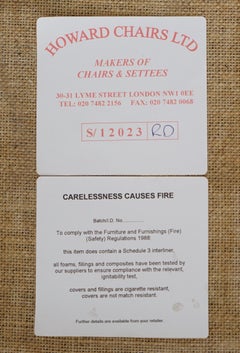 HOWARD CHAIRS LTD
MAKERS OF
CHAIRS & SETTEES
30-31 LYME STREET LONDON NW1 0EE
TEL: 020 7482 2156 FAX: 020 7482 0068
S/12023 RO
CARELESSNESS CAUSES FIRE
Batch/I.D. No.
To comply with the Furniture and Furnishings (Fire)
(Safety) Regulations 1988:
this item does contain a Schedule 3 interliner,
all foams, fillings and composites have been tested by
our suppliers to ensure compliance with the relevant,
ignitability test,
covers and fillings are cigarette resistant,
covers are not match resistant.
Further details are available from your retailer.